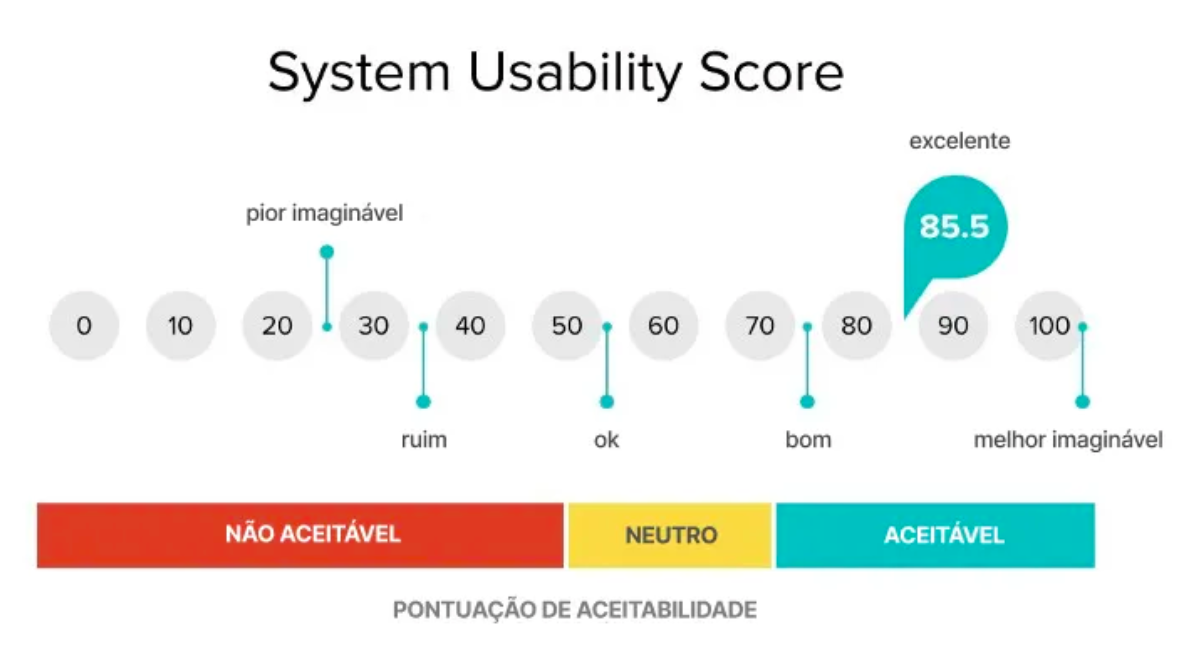 System Usability Score
excelente
85.5
pior imaginável
0 10 20 30 40 50 60 70 80 90 100
ruim ok bom melhor imaginável
NÃO ACEITÁVEL NEUTRO ACEITÁVEL
PONTUAÇÃO DE ACEITABILIDADE